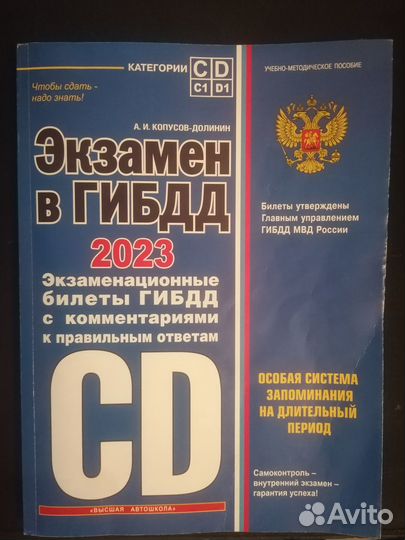 КАТЕГОРИИ
C D
C1 D1
УЧЕБНО-МЕТОДИЧЕСКОЕ ПОСОБИЕ
Чтобы сдать -
надо знать!
А. И. КОПУСОВ-ДОЛИНИН
Экзамен
в ГИБДД
2023
Экзаменационные
билеты ГИБДД
с комментариями
к правильным ответам
CD
«ВЫСШАЯ АВТОШКОЛА»
Билеты утверждены
Главным управлением
ГИБДД МВД России
ОСОБАЯ СИСТЕМА
ЗАПОМИНАНИЯ
НА ДЛИТЕЛЬНЫЙ
ПЕРИОД
Самоконтроль –
внутренний экзамен –
гарантия успеха!
Avito